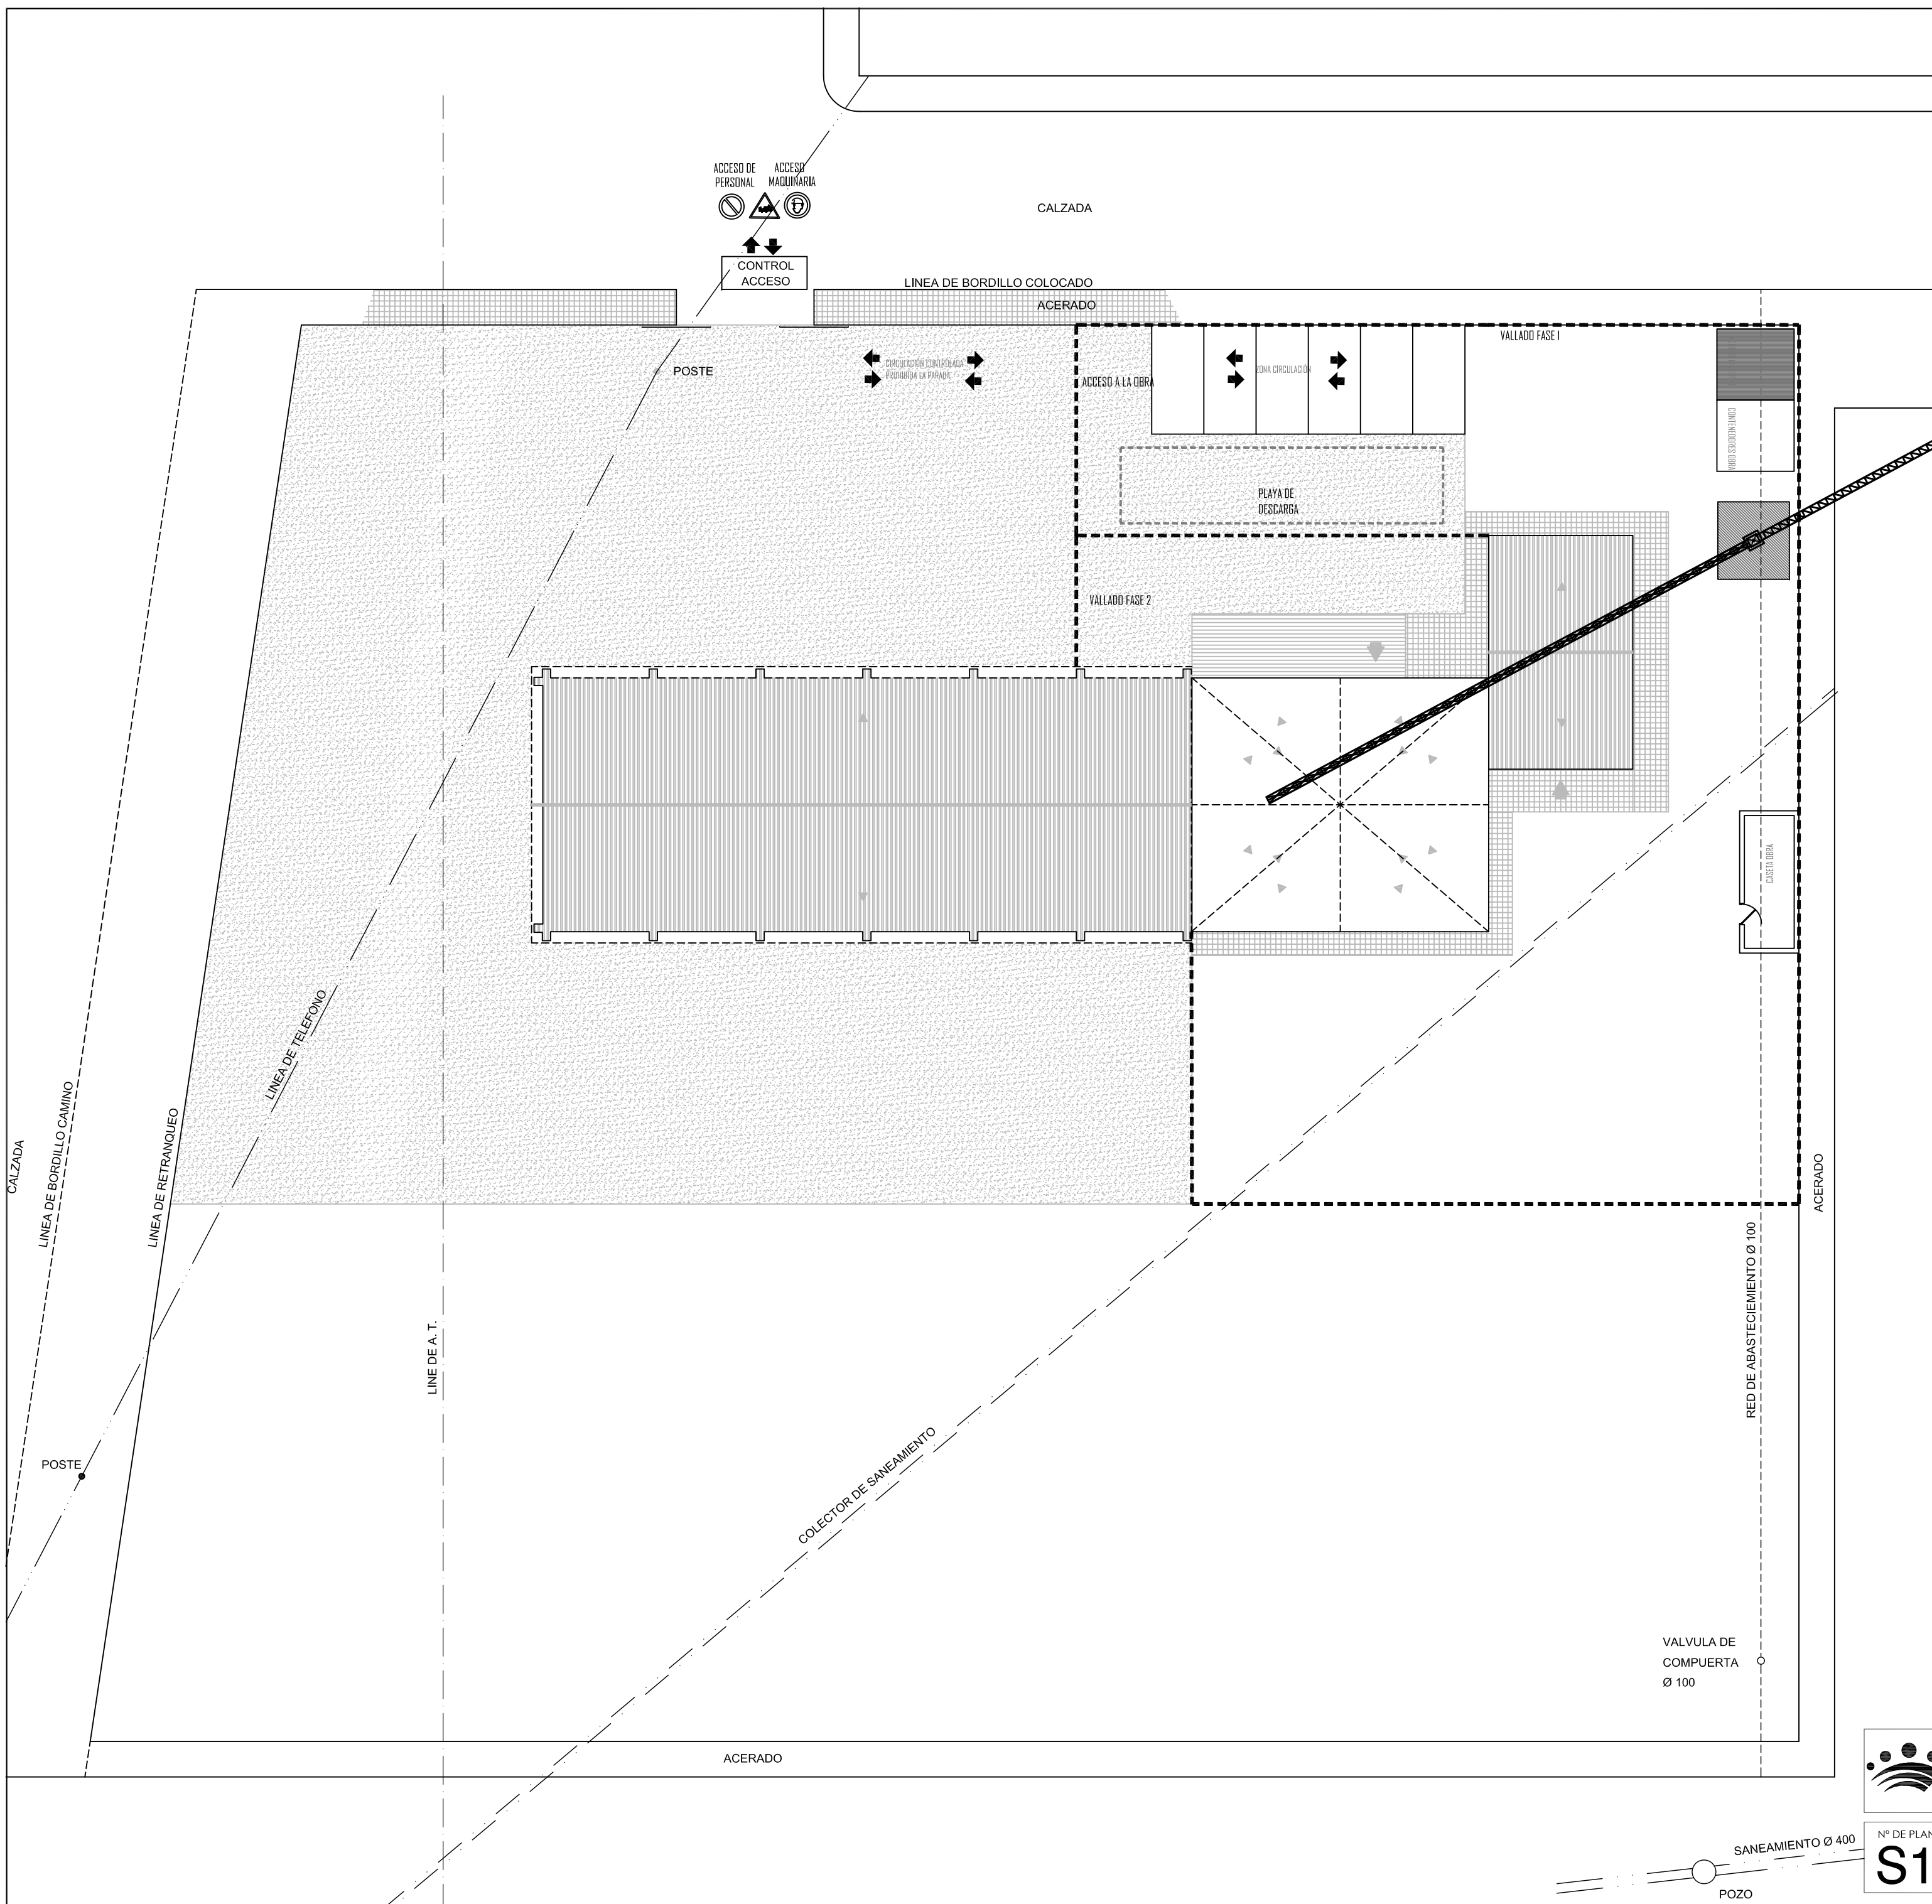 ACCESO DE
PERSONAL
ACCESO
MAQUINARIA
CALZADA
CONTROL
ACCESO
LINEA DE BORDILLO COLOCADO
ACERADO
VALLADO FASE 1
POSTE
CIRCULACIÓN CONTROLADA
PROHIBIDA LA PARADA
ACCESO A LA OBRA
ZONA CIRCULACIÓN
CONTENEDORES OBRA
PLAYA DE
DESCARGA
VALLADO FASE 2
CASETA OBRA
LINEA DE TELEFONO
LINEA DE BORDILLO CAMINO
CALZADA
LINEA DE RETRANQUEO
ACERADO
LINE DE A. T.
RED DE ABASTECIEMIENTO Ø 100
COLECTOR DE SANEAMIENTO
POSTE
VALVULA DE
COMPUERTA
Ø 100
ACERADO
SANEAMIENTO Ø 400
POZO
Nº DE PLAN
S1